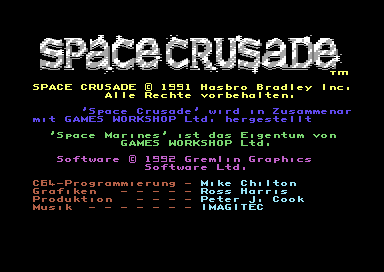 SPACE CRUSADE
TM
SPACE CRUSADE © 1991 Hasbro Bradley Inc.
Alle Rechte vorbehalten.
'Space Crusade' wird in Zusammenar
mit GAMES WORKSHOP Ltd. hergestellt
'Space Marines' ist das Eigentum von
GAMES WORKSHOP Ltd.
Software © 1992 Gremlin Graphics
Software Ltd.
C64-Programmierung - Mike Chilton
Grafiken - - - - - Ross Harris
Produktion - - - - Peter J. Cook
Musik - - - - - - - IMAGITEC